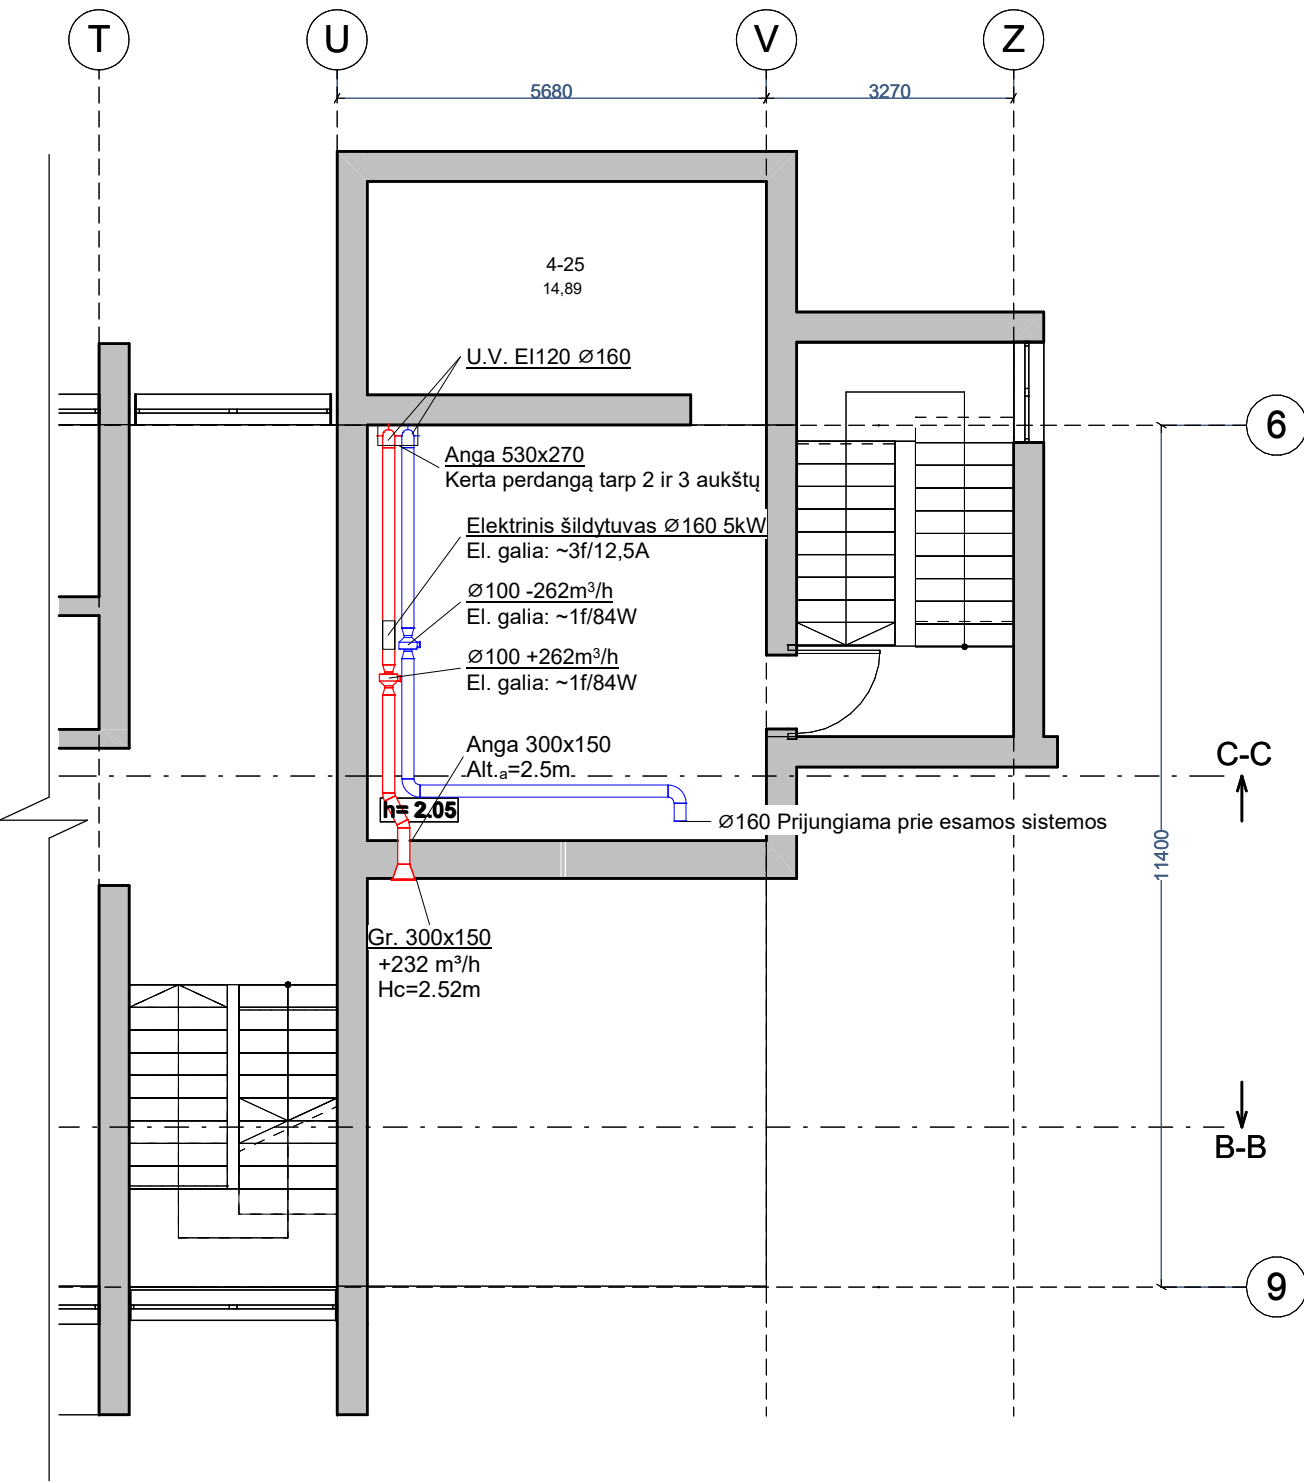 T
U
V
Z
5680
3270
4-25
14,89
U.V. EI120 Ø160
6
Anga 530x270
Kerta perdangą tarp 2 ir 3 aukštų
Elektrinis šildytuvas Ø160 5kW
El. galia: ~3f/12,5A
Ø100 -262m³/h
El. galia: ~1f/84W
Ø100 +262m³/h
El. galia: ~1f/84W
Anga 300x150
Alt.ₐ=2.5m
C-C
h= 2.05
Ø160 Prijungiama prie esamos sistemos
11400
Gr. 300x150
+232 m³/h
Hc=2.52m
B-B
9